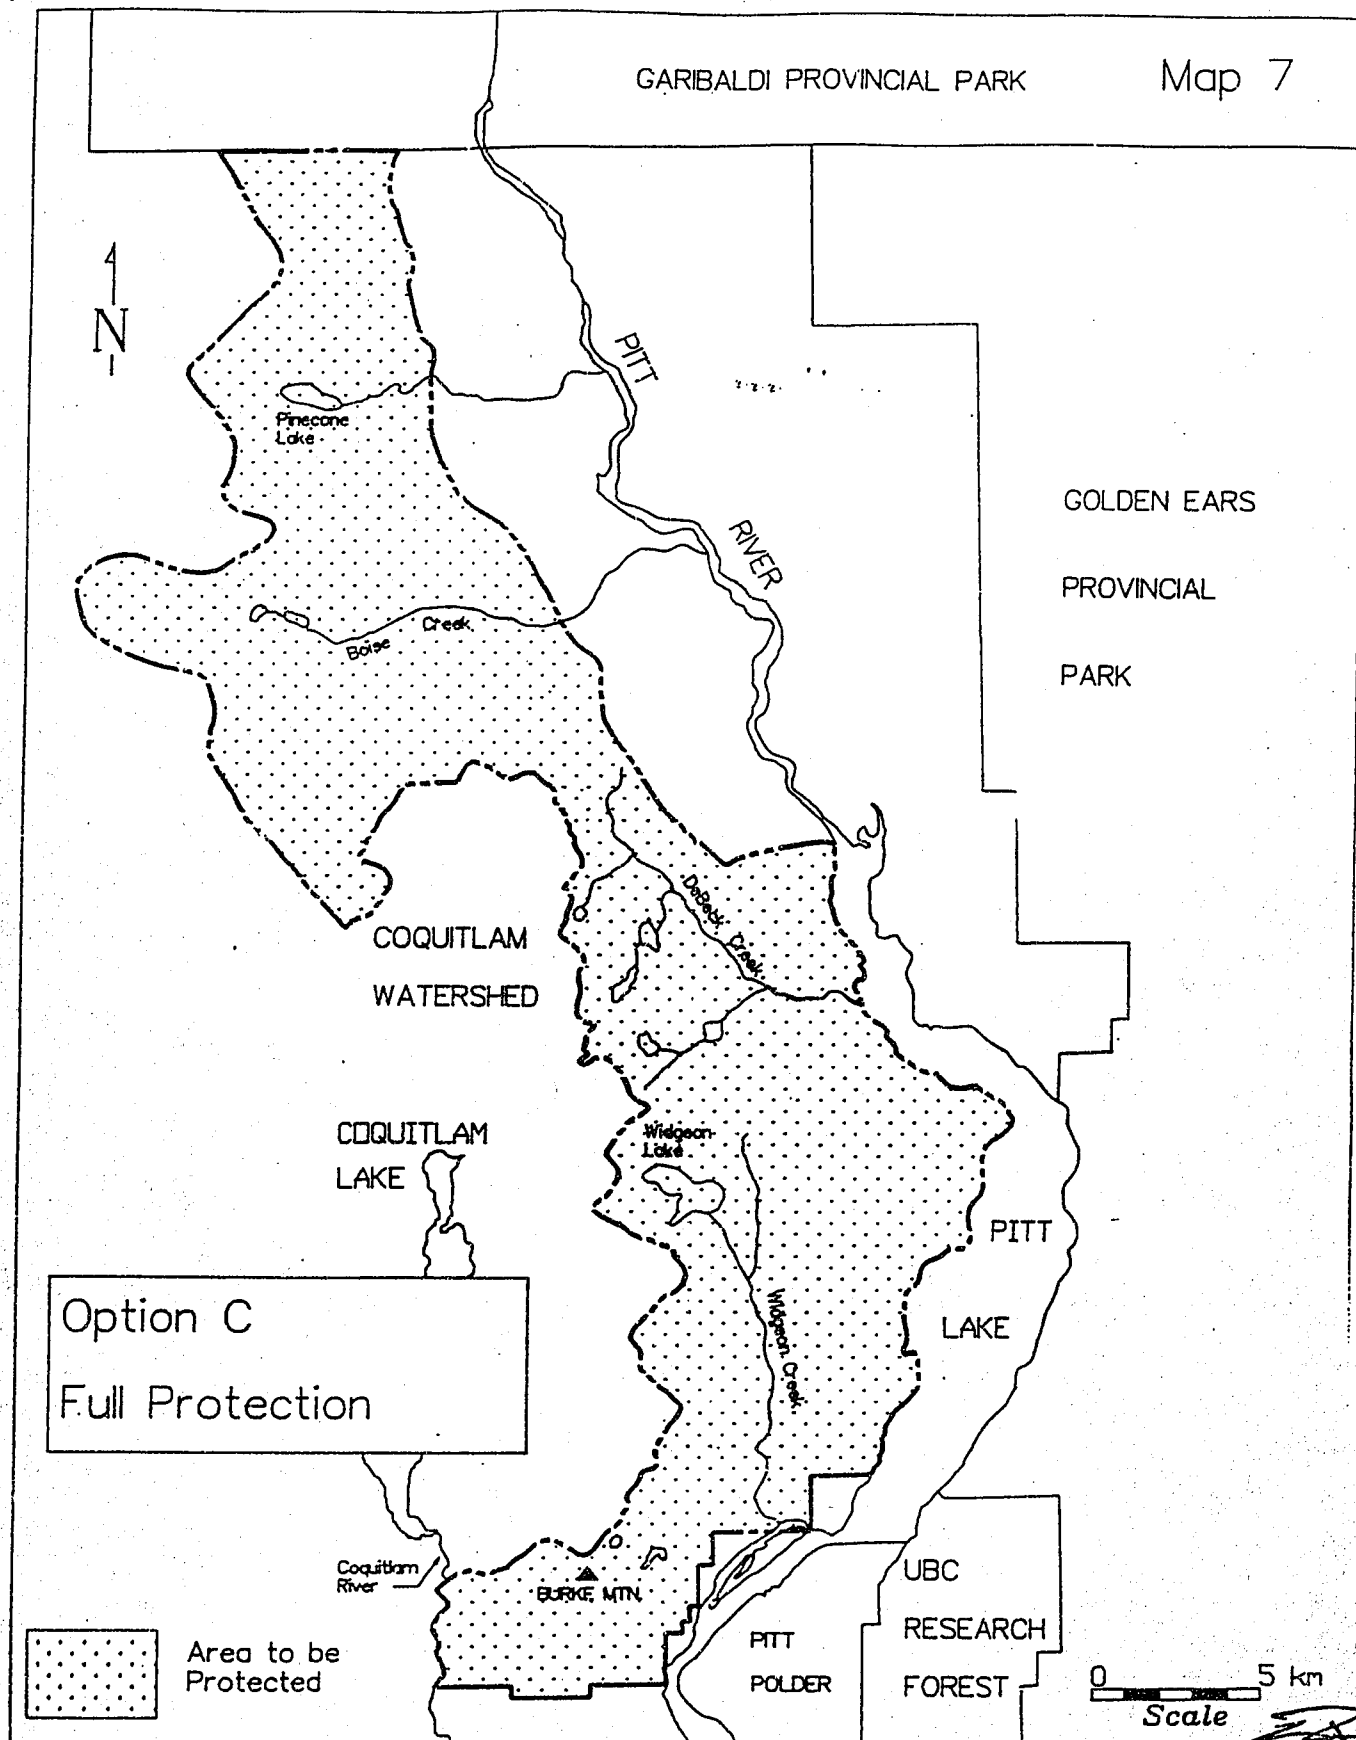 GARIBALDI PROVINCIAL PARK
Map 7
N
PITT
RIVER
Pinecone
Lake
GOLDEN EARS
PROVINCIAL
PARK
Boise Creek
DeBeck Creek
COQUITLAM
WATERSHED
COQUITLAM
LAKE
Widgeon
Lake
PITT
LAKE
Option C
Full Protection
Widgeon Creek
Coquitlam
River
BURKE MTN.
UBC
RESEARCH
FOREST
PITT
POLDER
Area to be
Protected
0 5 km
Scale